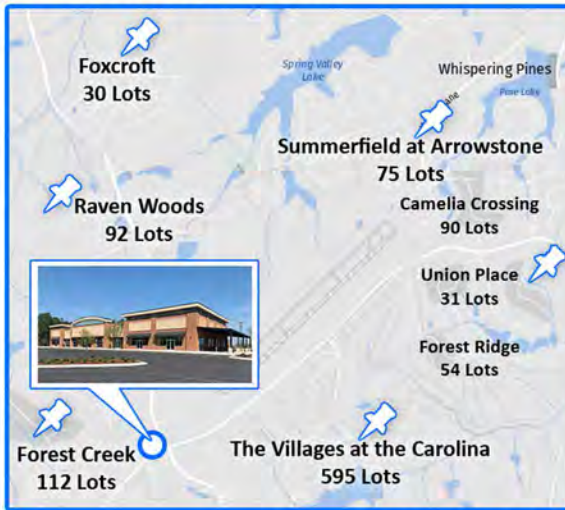 Foxcroft
30 Lots
Spring Valley
Lake
Whispering Pines
Pine Lake
Summerfield at Arrowstone
75 Lots
Raven Woods
92 Lots
Camelia Crossing
90 Lots
Union Place
31 Lots
Forest Ridge
54 Lots
Forest Creek
112 Lots
The Villages at the Carolina
595 Lots